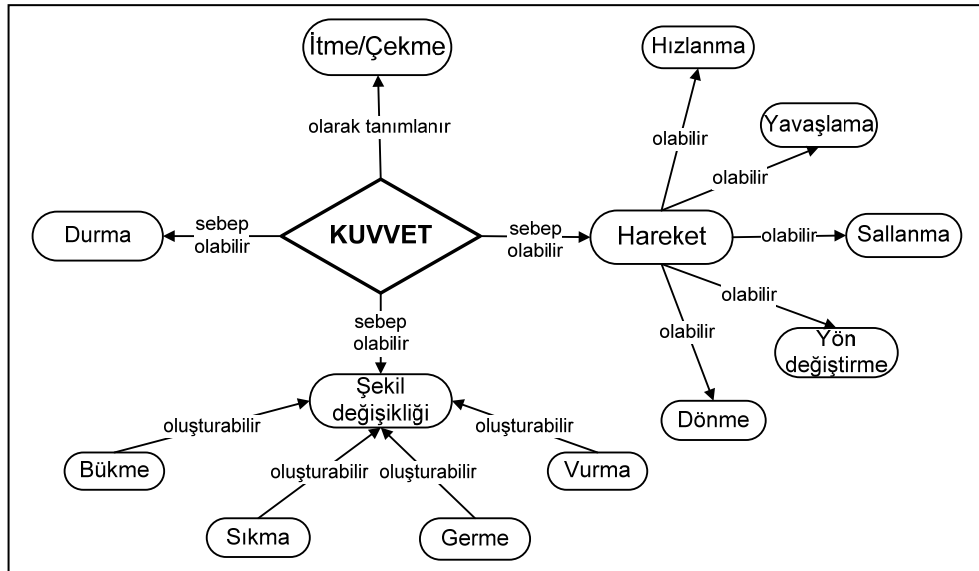 İtme/Çekme
Hızlanma
olarak tanımlanır
olabilir
Yavaşlama
olabilir
Durma
sebep
olabilir
KUVVET
sebep
olabilir
Hareket
olabilir
Sallanma
olabilir
Yön
değiştirme
olabilir
Dönme
sebep
olabilir
Şekil
değişikliği
oluşturabilir
oluşturabilir
Bükme
Vurma
oluşturabilir
oluşturabilir
Sıkma
Germe